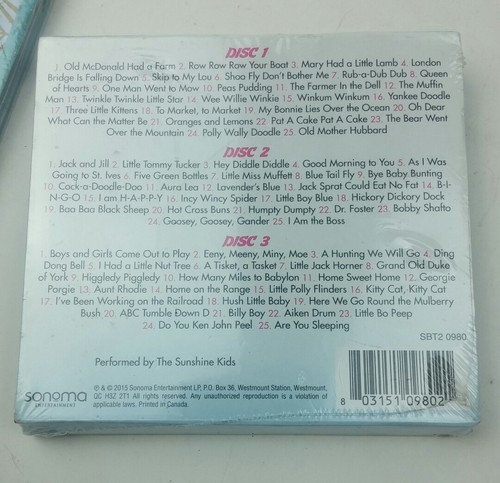 DISC 1
1. Old McDonald Had a Farm 2. Row Row Row Your Boat 3. Mary Had a Little Lamb 4. London
Bridge Is Falling Down 5. Skip to My Lou 6. Shoo Fly Don't Bother Me 7. Rub-a-Dub Dub 8. Queen
of Hearts 9. One Man Went to Mow 10. Peas Pudding 11. The Farmer In the Dell 12. The Muffin
Man 13. Twinkle Twinkle Little Star 14. Wee Willie Winkie 15. Winkum Winkum 16. Yankee Doodle
17. Three Little Kittens 18. To Market, to Market 19. My Bonnie Lies Over the Ocean 20. Oh Dear
What Can the Matter Be 21. Oranges and Lemons 22. Pat A Cake Pat A Cake 23. The Bear Went
Over the Mountain 24. Polly Wally Doodle 25. Old Mother Hubbard
DISC 2
1. Jack and Jill 2. Little Tommy Tucker 3. Hey Diddle Diddle 4. Good Morning to You 5. As I Was
Going to St. Ives 6. Five Green Bottles 7. Little Miss Muffett 8. Blue Tail Fly 9. Bye Baby Bunting
10. Cock-a-Doodle-Doo 11. Aura Lea 12. Lavender's Blue 13. Jack Sprat Could Eat No Fat 14. B-I-
N-G-O 15. I am H-A-P-P-Y 16. Incy Wincy Spider 17. Little Boy Blue 18. Hickory Dickory Dock
19. Baa Baa Black Sheep 20. Hot Cross Buns 21. Humpty Dumpty 22. Dr. Foster 23. Bobby Shafto
24. Goosey, Goosey, Gander 25. I Am the Boss
DISC 3
1. Boys and Girls Come Out to Play 2. Eeny, Meeny, Miny, Moe 3. A Hunting We Will Go 4. Ding
Dong Bell 5. I Had a Little Nut Tree 6. A Tisket, a Tasket 7. Little Jack Horner 8. Grand Old Duke
of York 9. Higgledy Piggledy 10. How Many Miles to Babylon 11. Home Sweet Home 12. Georgie
Porgie 13. Aunt Rhodie 14. Home on the Range 15. Little Polly Flinders 16. Kitty Cat, Kitty Cat
17. I've Been Working on the Railroad 18. Hush Little Baby 19. Here We Go Round the Mulberry
Bush 20. ABC Tumble Down D 21. Billy Boy 22. Aiken Drum 23. Little Bo Peep
24. Do You Ken John Peel 25. Are You Sleeping
SBT2 0980
Performed by The Sunshine Kids
sonoma
ENTERTAINMENT
℗ & © 2015 Sonoma Entertainment LP, P.O. Box 36, Westmount Station, Westmount,
QC H3Z 2T1 All rights reserved. Any unauthorized reproduction is a violation of
applicable laws. Printed in Canada.
8 03151 09802